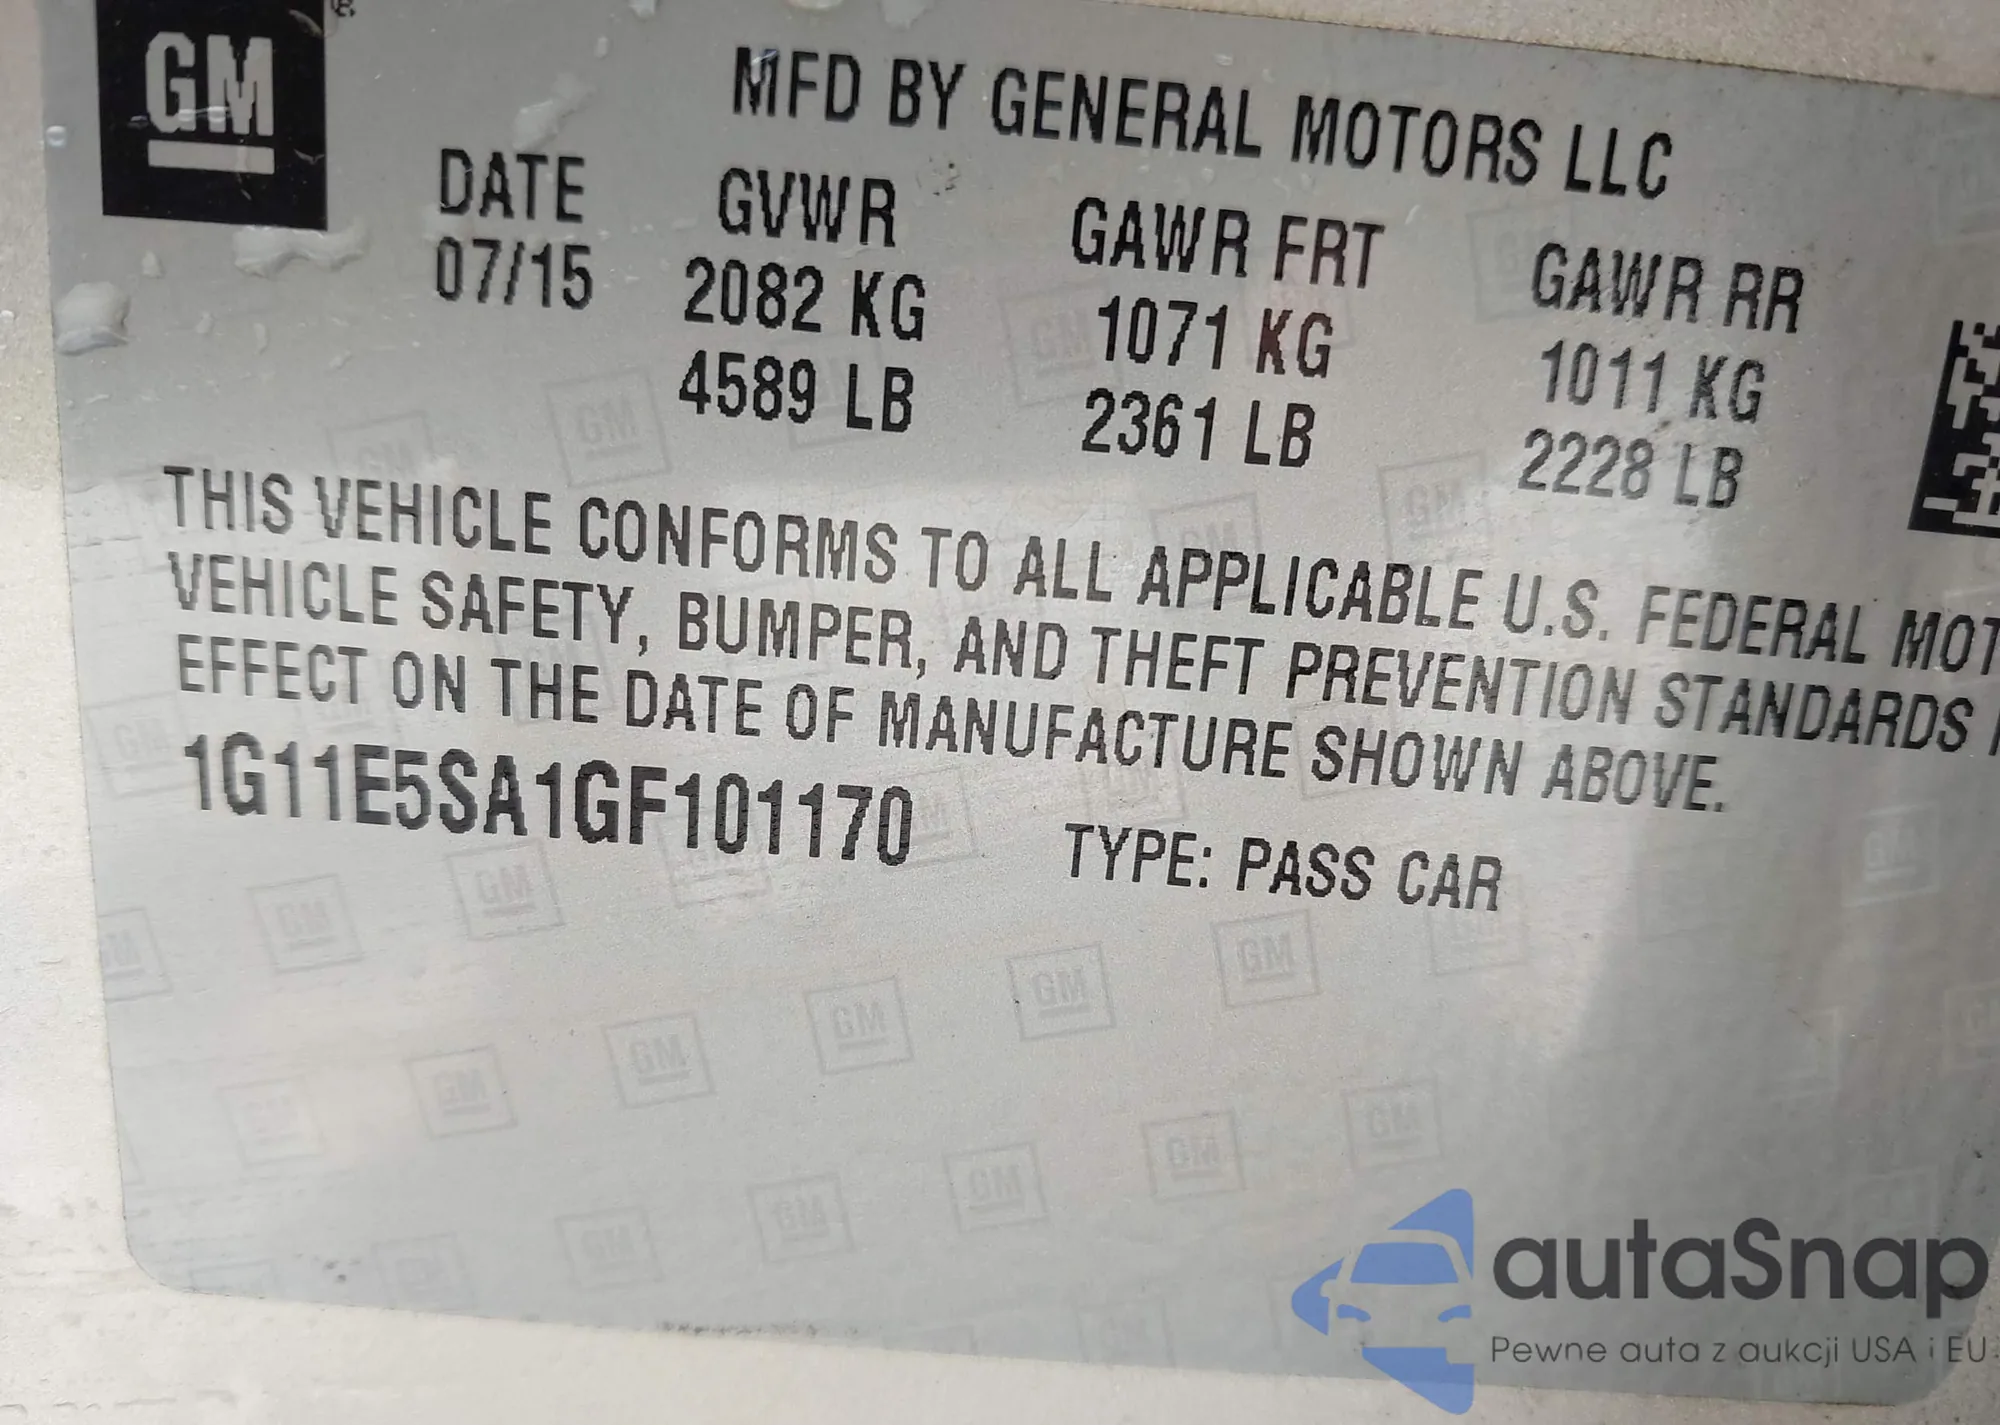 GM
MFD BY GENERAL MOTORS LLC
DATE GVWR GAWR FRT GAWR RR
07/15 2082 KG 1071 KG 1011 KG
4589 LB 2361 LB 2228 LB
THIS VEHICLE CONFORMS TO ALL APPLICABLE U.S. FEDERAL MOT
VEHICLE SAFETY, BUMPER, AND THEFT PREVENTION STANDARDS
EFFECT ON THE DATE OF MANUFACTURE SHOWN ABOVE.
1G11E5SA1GF101170 TYPE: PASS CAR
autaSnap
Pewne auta z aukcji USA i EU